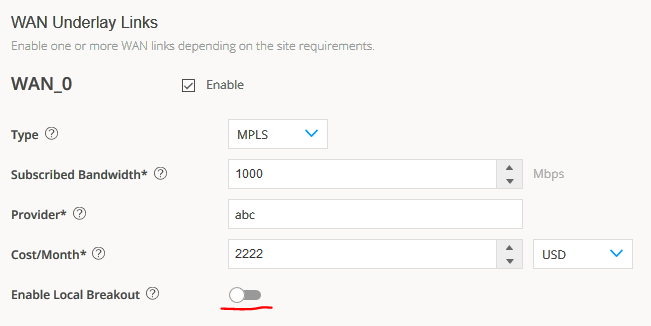 WAN Underlay Links
Enable one or more WAN links depending on the site requirements.
WAN_0 Enable
Type ? MPLS
Subscribed Bandwidth* ? 1000 Mbps
Provider* ? abc
Cost/Month* ? 2222 USD
Enable Local Breakout ?